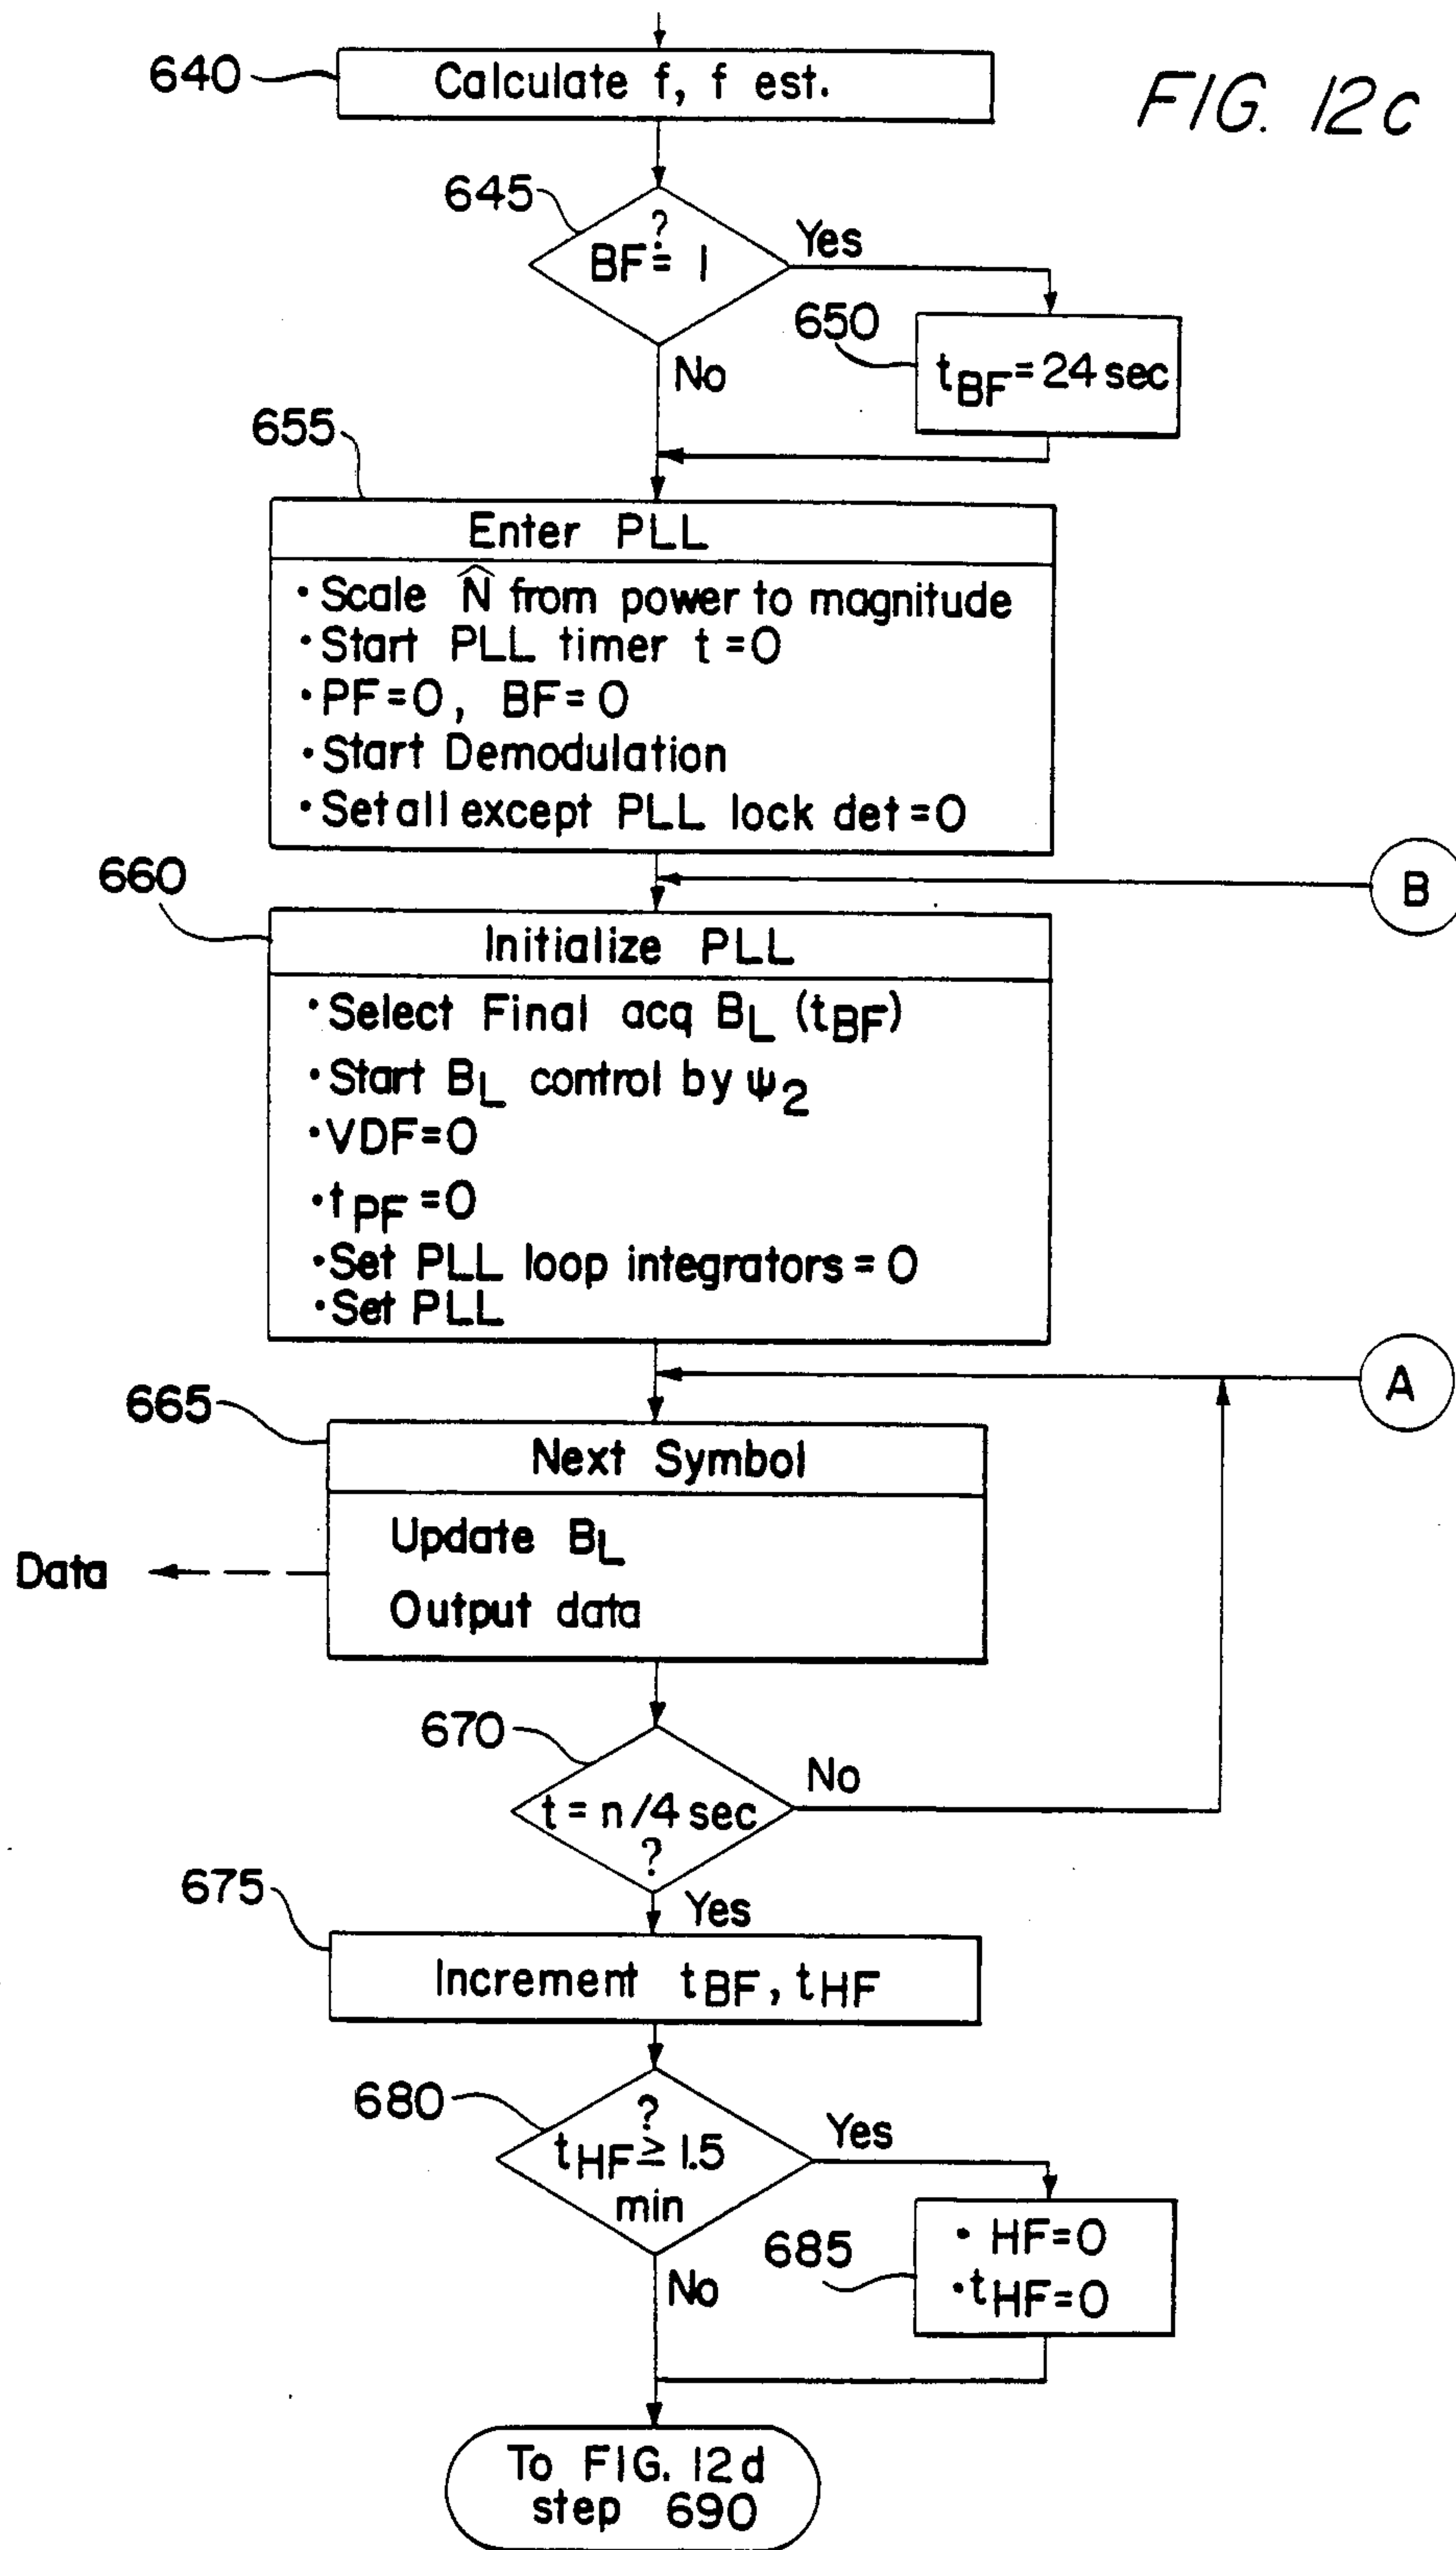 640
Calculate f, f est.
FIG. 12c
645
?
BF = 1
Yes
No
650
tBF = 24 sec
655
Enter PLL
•Scale N̂ from power to magnitude
•Start PLL timer t = 0
•PF = 0, BF = 0
•Start Demodulation
•Set all except PLL lock det = 0
B
660
Initialize PLL
•Select Final acq BL (tBF)
•Start BL control by ψ2
•VDF = 0
•tPF = 0
•Set PLL loop integrators = 0
•Set PLL
A
665
Next Symbol
Update BL
Output data
Data
670
t = n/4 sec
?
No
Yes
675
Increment tBF, tHF
680
?
tHF ≥ 1.5
min
Yes
No
685
• HF = 0
•tHF = 0
To FIG. 12d
step 690